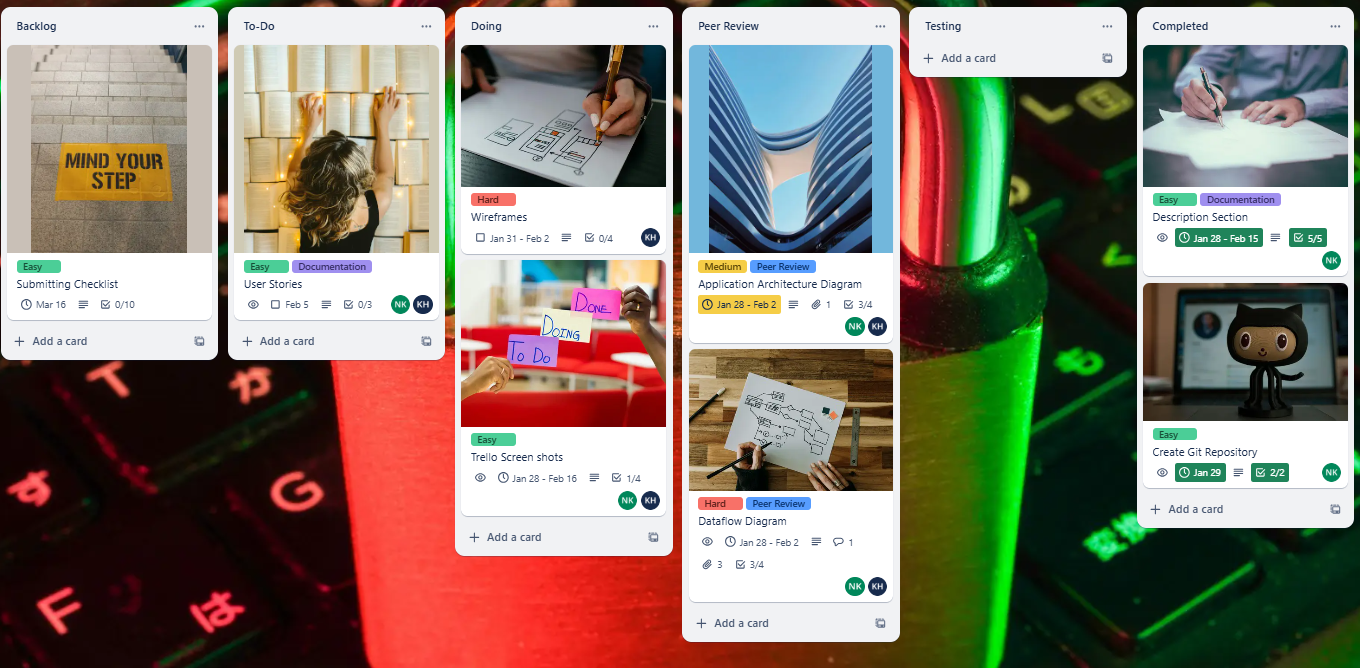 Backlog
MIND YOUR
STEP
Easy
Submitting Checklist
Mar 16
0/10
Add a card
To-Do
Easy
Documentation
User Stories
Feb 5
0/3
NK
KH
Add a card
Doing
Hard
Wireframes
Jan 31 - Feb 2
0/4
KH
DONE
DOING
TO DO
Easy
Trello Screen shots
Jan 28 - Feb 16
1/4
NK
KH
Add a card
Peer Review
Medium
Peer Review
Application Architecture Diagram
Jan 28 - Feb 2
1
3/4
NK
KH
Hard
Peer Review
Dataflow Diagram
Jan 28 - Feb 2
1
3
3/4
NK
KH
Add a card
Testing
Add a card
Completed
Easy
Documentation
Description Section
Jan 28 - Feb 15
5/5
NK
Easy
Create Git Repository
Jan 29
2/2
NK
Add a card
T
か
す
G
F
は
L